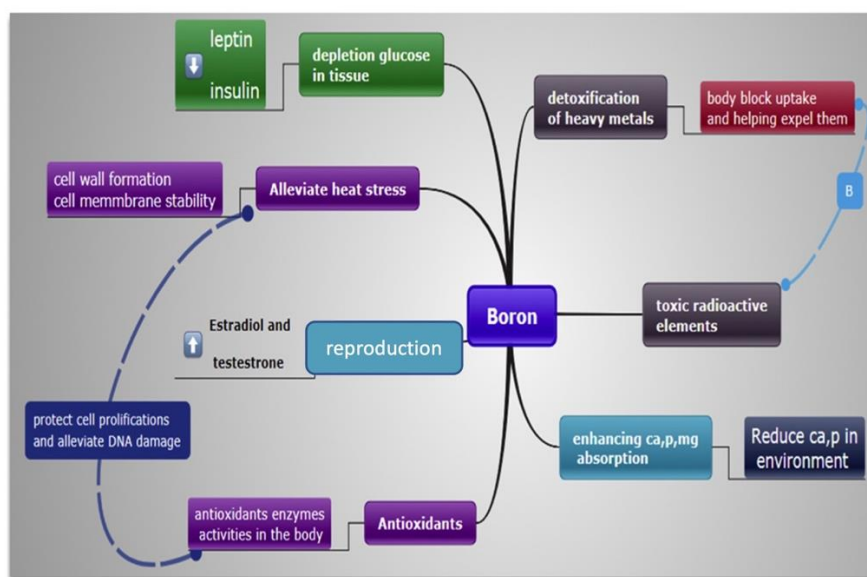 leptin
insulin
depletion glucose
in tissue
detoxification
of heavy metals
body block uptake
and helping expel them
cell wall formation
cell memmbrane stability
Alleviate heat stress
B
Boron
toxic radioactive
elements
Estradiol and
testestrone
reproduction
protect cell prolifications
and alleviate DNA damage
enhancing ca,p,mg
absorption
Reduce ca,p in
environment
antioxidants enzymes
activities in the body
Antioxidants